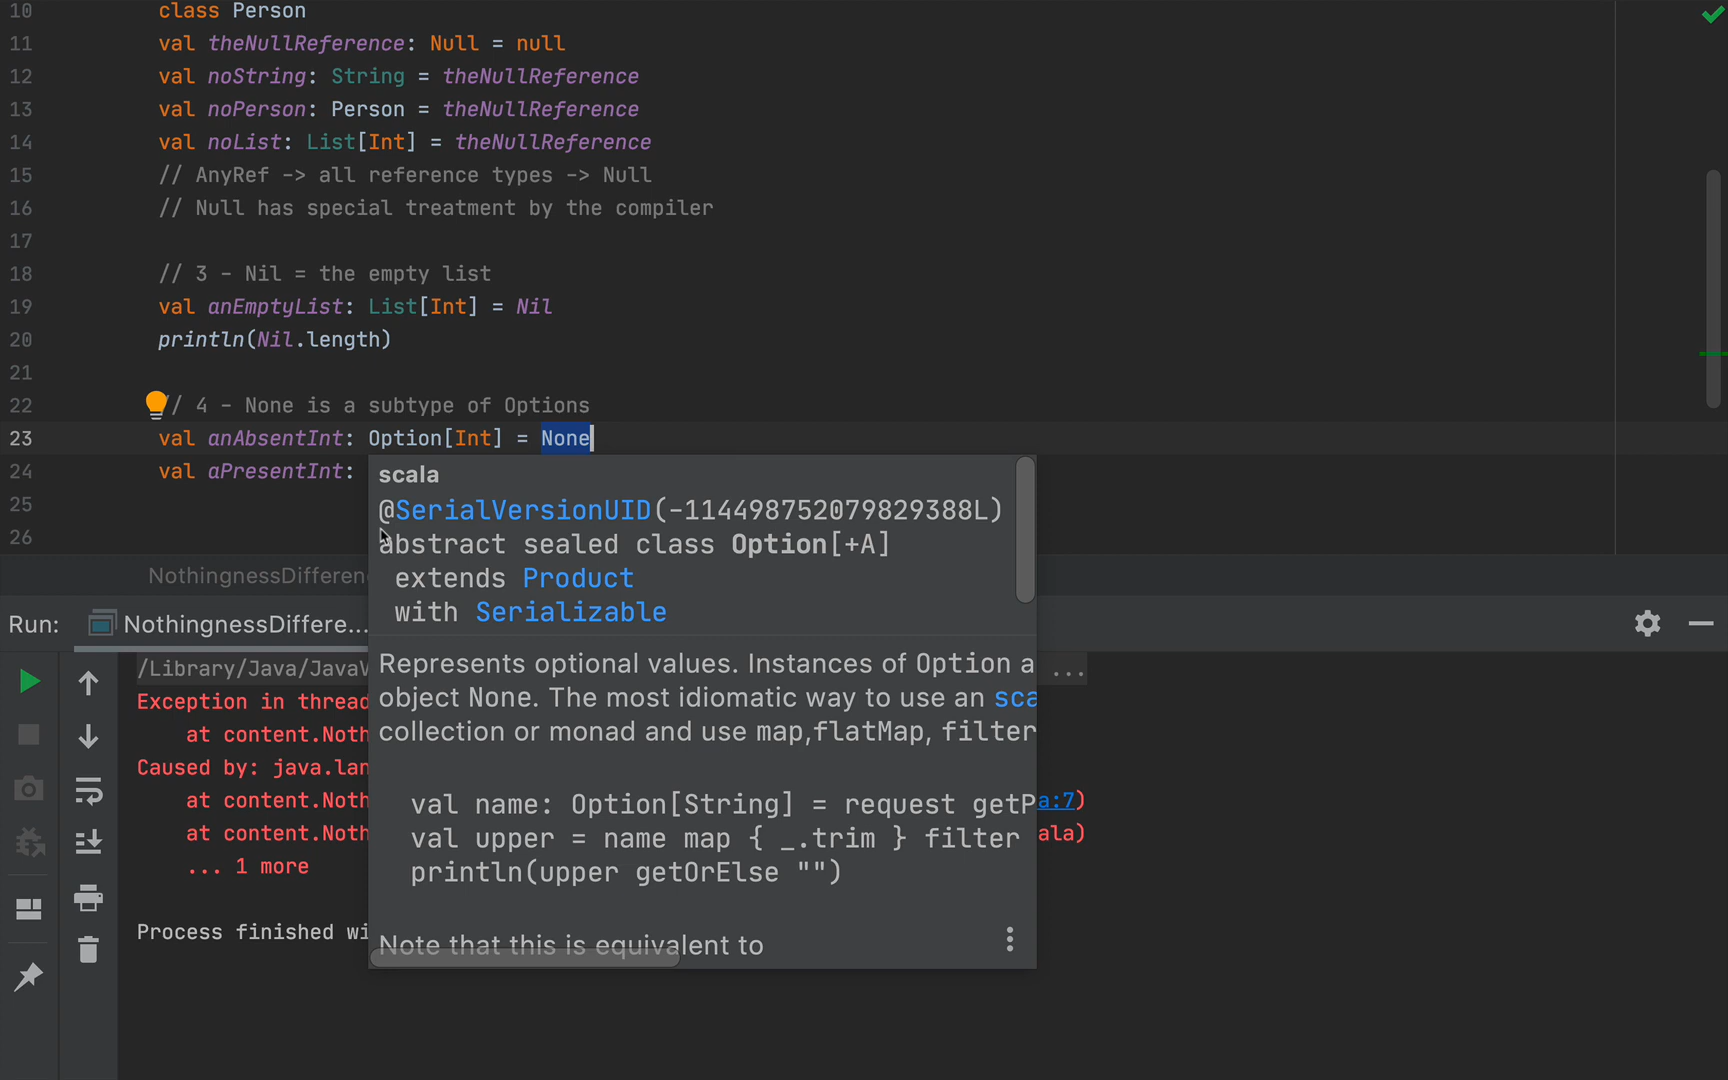 10 class Person
11 val theNullReference: Null = null
12 val noString: String = theNullReference
13 val noPerson: Person = theNullReference
14 val noList: List[Int] = theNullReference
15 // AnyRef -> all reference types -> Null
16 // Null has special treatment by the compiler
17
18 // 3 - Nil = the empty list
19 val anEmptyList: List[Int] = Nil
20 println(Nil.length)
21
22 / 4 - None is a subtype of Options
23 val anAbsentInt: Option[Int] = None
24 val aPresentInt:
25
26
scala
@SerialVersionUID(-114498752079829388L)
abstract sealed class Option[+A]
extends Product
with Serializable
Represents optional values. Instances of Option a
object None. The most idiomatic way to use an sca
collection or monad and use map,flatMap, filter
val name: Option[String] = request getP
val upper = name map { _.trim } filter
println(upper getOrElse "")
Note that this is equivalent to
NothingnessDifferen
Run: NothingnessDiffere...
/Library/Java/JavaV ...
Exception in thread
at content.Noth
Caused by: java.lan
at content.Noth a:7)
at content.Noth ala)
... 1 more
Process finished wi